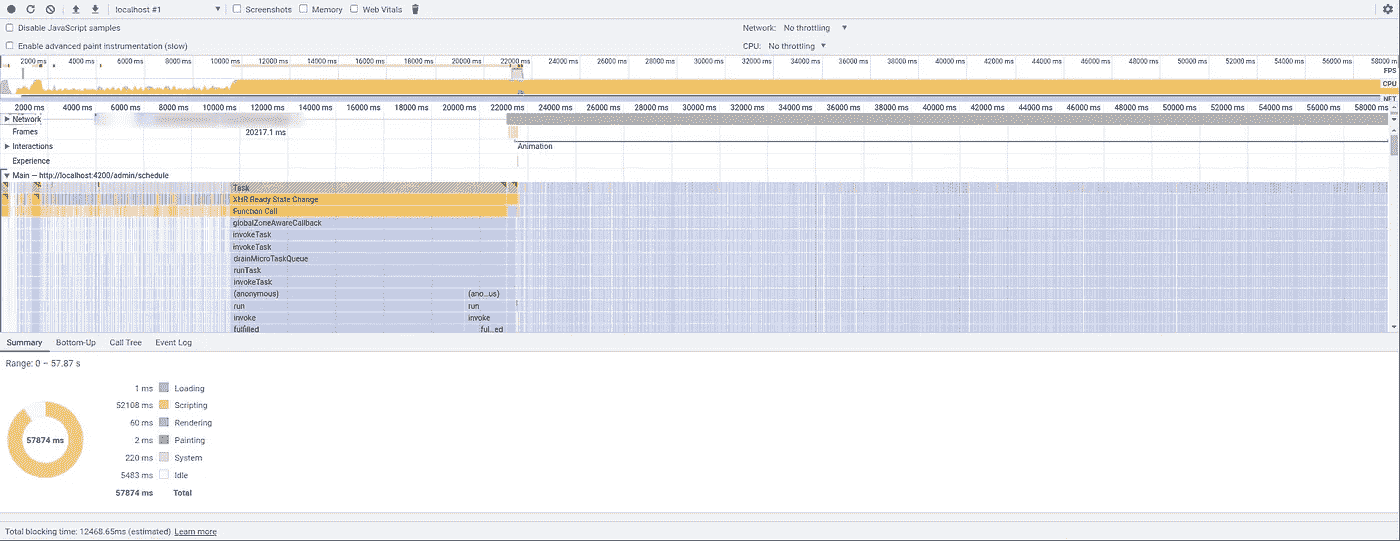 localhost #1 Screenshots Memory Web Vitals
Disable JavaScript samples Network: No throttling
Enable advanced paint instrumentation (slow) CPU: No throttling
2000 ms 4000 ms 6000 ms 8000 ms 10000 ms 12000 ms 14000 ms 16000 ms 18000 ms 20000 ms 22000 ms 24000 ms 26000 ms 28000 ms 30000 ms 32000 ms 34000 ms 36000 ms 38000 ms 40000 ms 42000 ms 44000 ms 46000 ms 48000 ms 50000 ms 52000 ms 54000 ms 56000 ms 58000 m
FPS
CPU
NET
2000 ms 4000 ms 6000 ms 8000 ms 10000 ms 12000 ms 14000 ms 16000 ms 18000 ms 20000 ms 22000 ms 24000 ms 26000 ms 28000 ms 30000 ms 32000 ms 34000 ms 36000 ms 38000 ms 40000 ms 42000 ms 44000 ms 46000 ms 48000 ms 50000 ms 52000 ms 54000 ms 56000 ms 58000 ms
Network
Frames 20217.1 ms
Interactions Animation
Experience
Main — http://localhost:4200/admin/schedule
Task
XHR Ready State Change
Function Call
globalZoneAwareCallback
invokeTask
invokeTask
drainMicroTaskQueue
runTask
invokeTask
(anonymous) (ano...us)
run run
invoke invoke
fulfilled ful...ed
Summary Bottom-Up Call Tree Event Log
Range: 0 – 57.87 s
1 ms Loading
52108 ms Scripting
60 ms Rendering
57874 ms 2 ms Painting
220 ms System
5483 ms Idle
57874 ms Total
Total blocking time: 12468.65ms (estimated) Learn more